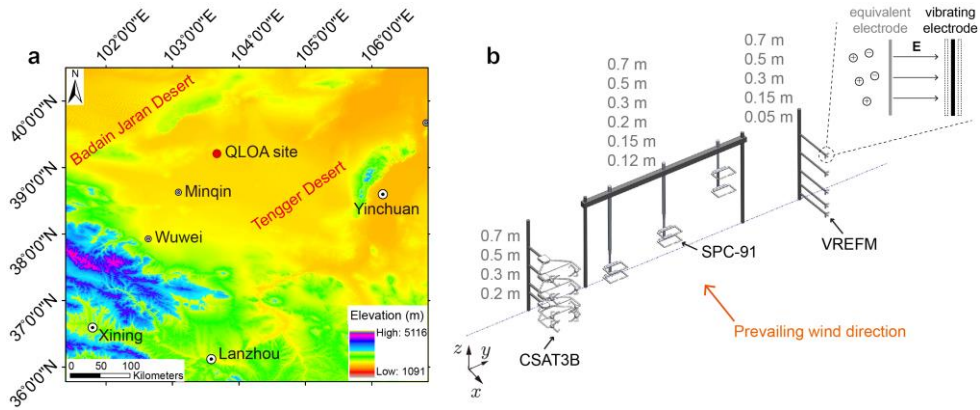 a
102°0'0"E
103°0'0"E
104°0'0"E
105°0'0"E
106°0'0"E
40°0'0"N
39°0'0"N
38°0'0"N
37°0'0"N
36°0'0"N
N
Badain Jaran Desert
QLOA site
Minqin
Tengger Desert
Yinchuan
Wuwei
Xining
Lanzhou
0 50 100
Kilometers
Elevation (m)
High: 5116
Low: 1091
b
0.7 m
0.5 m
0.3 m
0.2 m
CSAT3B
0.7 m
0.5 m
0.3 m
0.2 m
0.15 m
0.12 m
SPC-91
0.7 m
0.5 m
0.3 m
0.15 m
0.05 m
VREFM
equivalent
electrode
vibrating
electrode
E
+ −
+ −
+
Prevailing wind direction
z
y
x